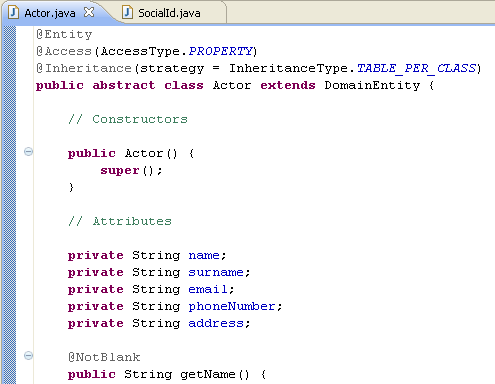 Actor.java SocialId.java
@Entity
@Access(AccessType.PROPERTY)
@Inheritance(strategy = InheritanceType.TABLE_PER_CLASS)
public abstract class Actor extends DomainEntity {
// Constructors
public Actor() {
super();
}
// Attributes
private String name;
private String surname;
private String email;
private String phoneNumber;
private String address;
@NotBlank
public String getName() {